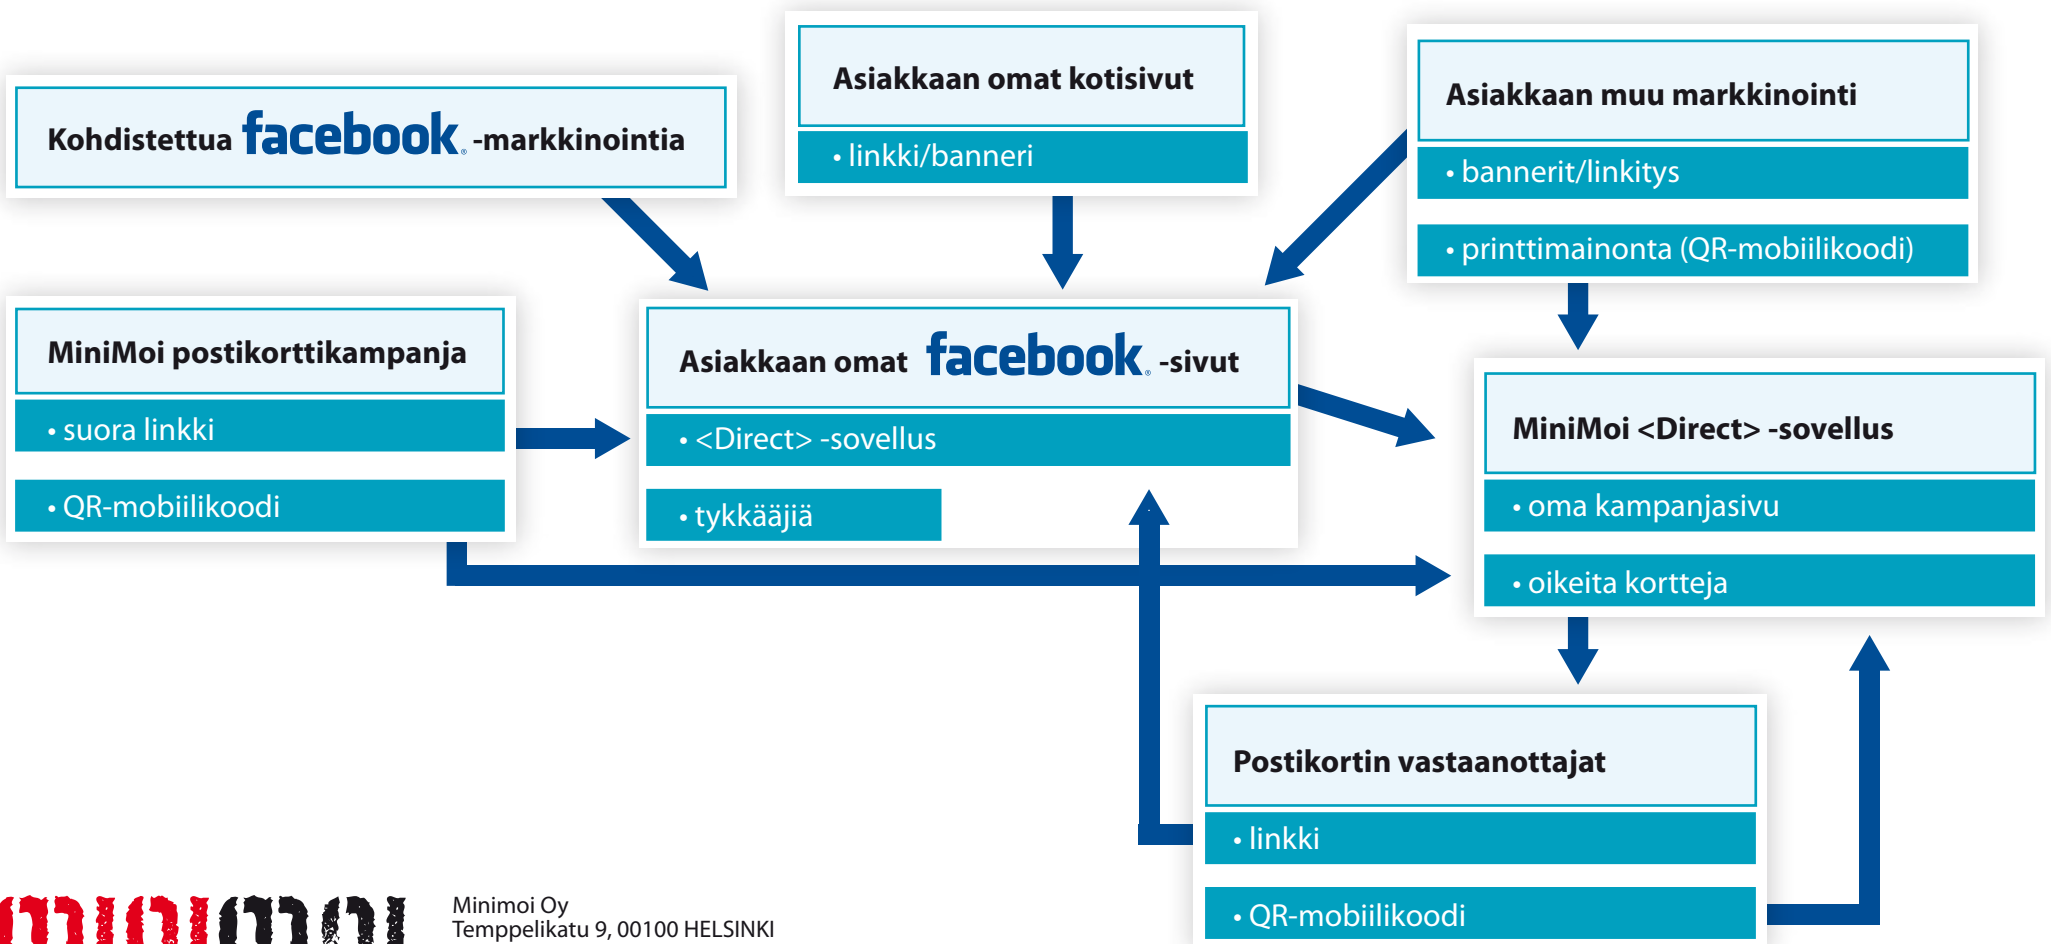 Kohdistettua facebook® -markkinointia
Asiakkaan omat kotisivut
• linkki/banneri
Asiakkaan muu markkinointi
• bannerit/linkitys
• printtimainonta (QR-mobiilikoodi)
MiniMoi postikorttikampanja
• suora linkki
• QR-mobiilikoodi
Asiakkaan omat facebook® -sivut
• <Direct> -sovellus
• tykkääjiä
MiniMoi <Direct> -sovellus
• oma kampanjasivu
• oikeita kortteja
Postikortin vastaanottajat
• linkki
• QR-mobiilikoodi
minimoi
Minimoi Oy
Temppelikatu 9, 00100 HELSINKI